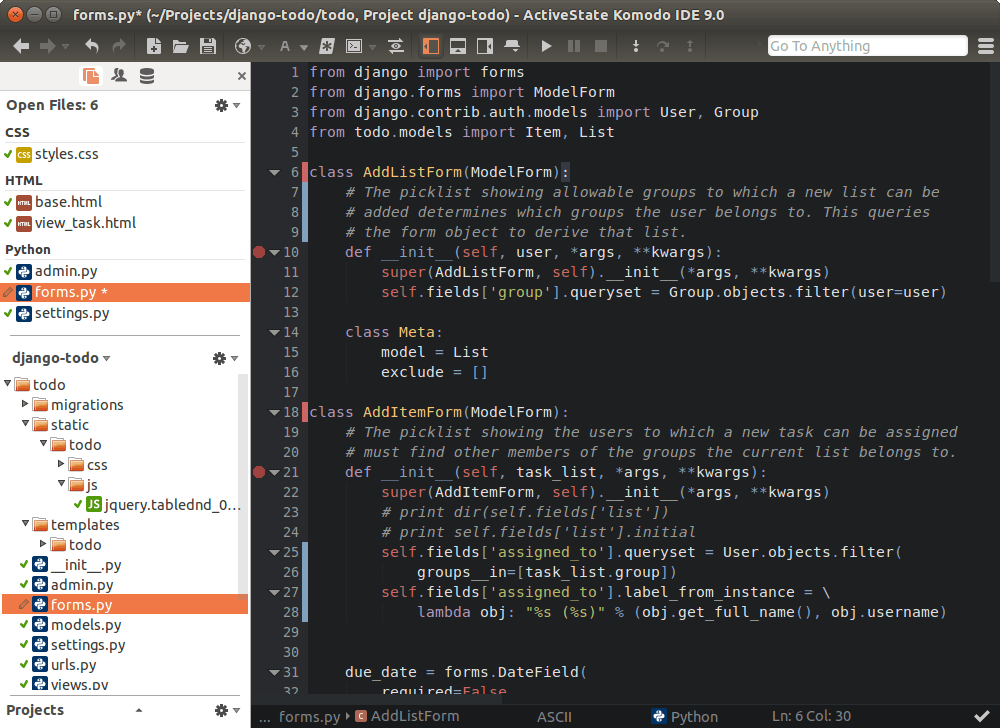 forms.py* (~/Projects/django-todo/todo, Project django-todo) - ActiveState Komodo IDE 9.0
Go To Anything
Open Files: 6
CSS
styles.css
HTML
base.html
view_task.html
Python
admin.py
forms.py *
settings.py
django-todo
todo
migrations
static
todo
css
js
jquery.tablednd_0...
templates
todo
__init__.py
admin.py
forms.py
models.py
settings.py
urls.py
views.py
Projects
1 from django import forms
2 from django.forms import ModelForm
3 from django.contrib.auth.models import User, Group
4 from todo.models import Item, List
5
6 class AddListForm(ModelForm):
7     # The picklist showing allowable groups to which a new list can be
8     # added determines which groups the user belongs to. This queries
9     # the form object to derive that list.
10     def __init__(self, user, *args, **kwargs):
11         super(AddListForm, self).__init__(*args, **kwargs)
12         self.fields['group'].queryset = Group.objects.filter(user=user)
13
14     class Meta:
15         model = List
16         exclude = []
17
18 class AddItemForm(ModelForm):
19     # The picklist showing the users to which a new task can be assigned
20     # must find other members of the groups the current list belongs to.
21     def __init__(self, task_list, *args, **kwargs):
22         super(AddItemForm, self).__init__(*args, **kwargs)
23         # print dir(self.fields['list'])
24         # print self.fields['list'].initial
25         self.fields['assigned_to'].queryset = User.objects.filter(
26             groups__in=[task_list.group])
27         self.fields['assigned_to'].label_from_instance = \
28             lambda obj: "%s (%s)" % (obj.get_full_name(), obj.username)
29
30
31     due_date = forms.DateField(
32         required=False
... forms.py AddListForm ASCII Python Ln: 6 Col: 30